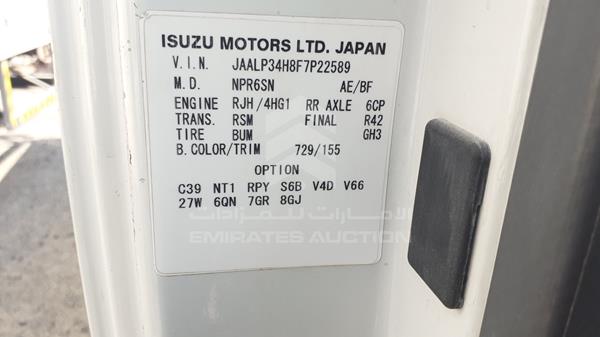 ISUZU MOTORS LTD. JAPAN
V. I. N. JAALP34H8F7P22589
M. D. NPR6SN AE/BF
ENGINE RJH/4HG1 RR AXLE 6CP
TRANS. RSM FINAL R42
TIRE BUM GH3
B. COLOR/TRIM 729/155
OPTION
C39 NT1 RPY S6B V4D V66
27W 6QN 7GR 8GJ
الإمارات للمزادات
EMIRATES AUCTION